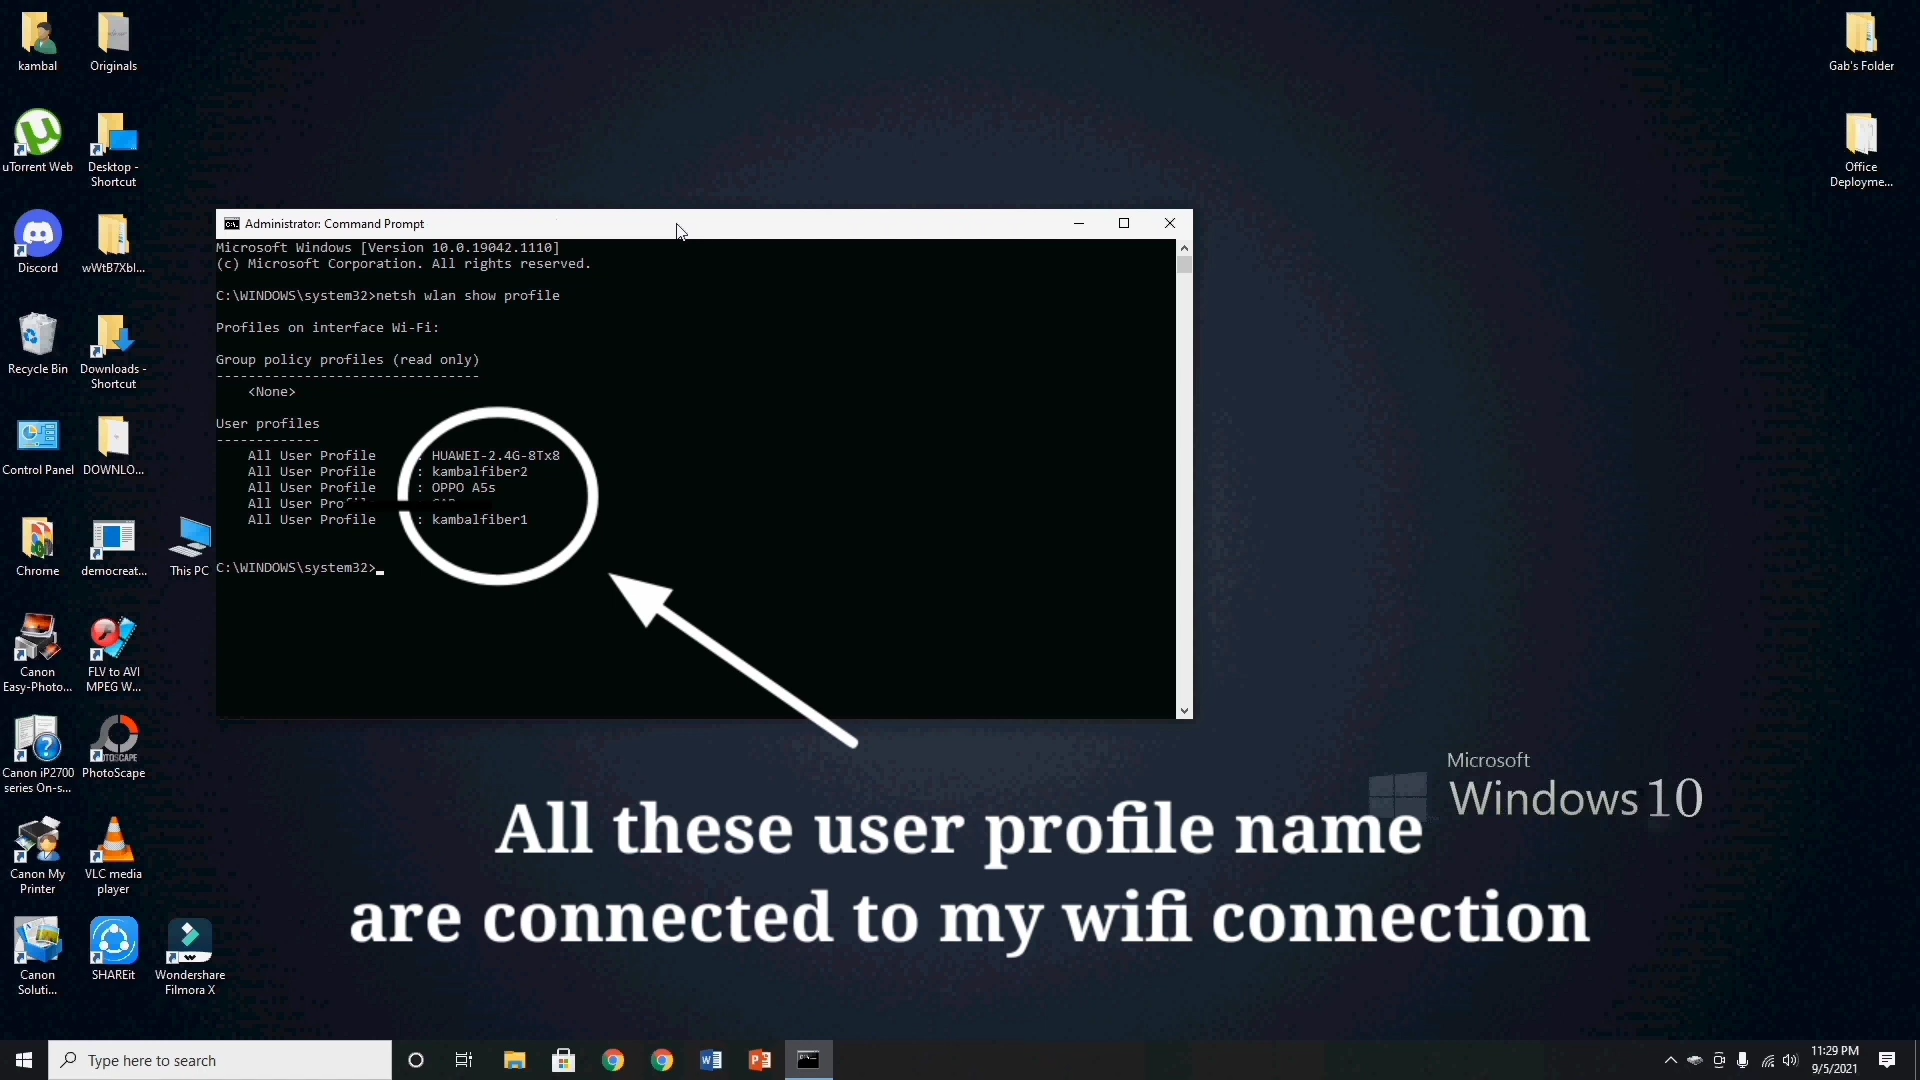 kambal
Originals
Gab's Folder
uTorrent Web
Desktop -
Shortcut
Office
Deployme...
Discord
wWtB7Xbl...
Recycle Bin
Downloads -
Shortcut
Control Panel
DOWNLO...
Chrome
democreat...
This PC
Canon
Easy-Photo...
FLV to AVI
MPEG W...
Canon iP2700
series On-s...
PhotoScape
Canon My
Printer
VLC media
player
Canon
Soluti...
SHAREit
Wondershare
Filmora X
Administrator: Command Prompt
Microsoft Windows [Version 10.0.19042.1110]
(c) Microsoft Corporation. All rights reserved.
C:\WINDOWS\system32>netsh wlan show profile
Profiles on interface Wi-Fi:
Group policy profiles (read only)
---------------------------------
<None>
User profiles
-------------
All User Profile : HUAWEI-2.4G-8Tx8
All User Profile : kambalfiber2
All User Profile : OPPO A5s
All User
All User Profile : kambalfiber1
C:\WINDOWS\system32>
Microsoft
Windows 10
All these user profile name
are connected to my wifi connection
Type here to search
11:29 PM
9/5/2021